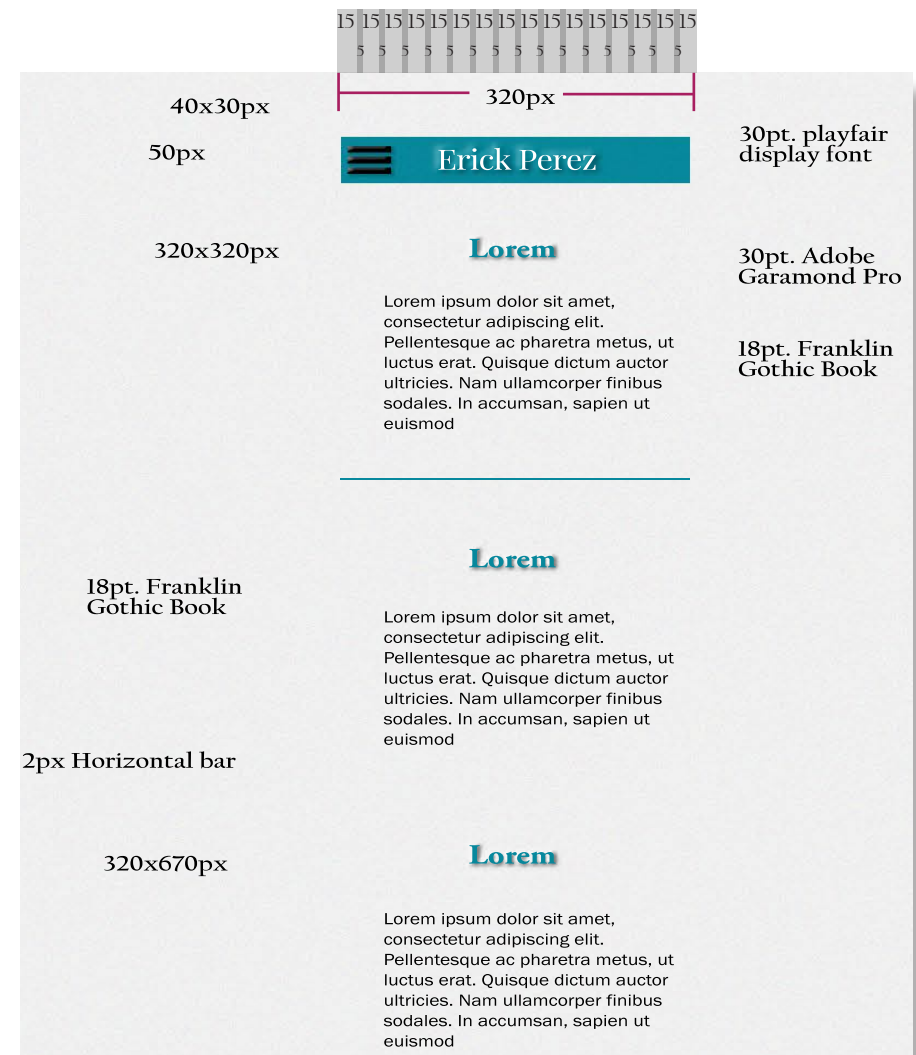 15 15 15 15 15 15 15 15 15 15 15 15 15 15 15 15
5 5 5 5 5 5 5 5 5 5 5 5 5 5 5
320px
40x30px
30pt. playfair
display font
50px
Erick Perez
320x320px
Lorem
30pt. Adobe
Garamond Pro
Lorem ipsum dolor sit amet,
consectetur adipiscing elit.
Pellentesque ac pharetra metus, ut
luctus erat. Quisque dictum auctor
ultricies. Nam ullamcorper finibus
sodales. In accumsan, sapien ut
euismod
18pt. Franklin
Gothic Book
Lorem
18pt. Franklin
Gothic Book
Lorem ipsum dolor sit amet,
consectetur adipiscing elit.
Pellentesque ac pharetra metus, ut
luctus erat. Quisque dictum auctor
ultricies. Nam ullamcorper finibus
sodales. In accumsan, sapien ut
euismod
2px Horizontal bar
320x670px
Lorem
Lorem ipsum dolor sit amet,
consectetur adipiscing elit.
Pellentesque ac pharetra metus, ut
luctus erat. Quisque dictum auctor
ultricies. Nam ullamcorper finibus
sodales. In accumsan, sapien ut
euismod